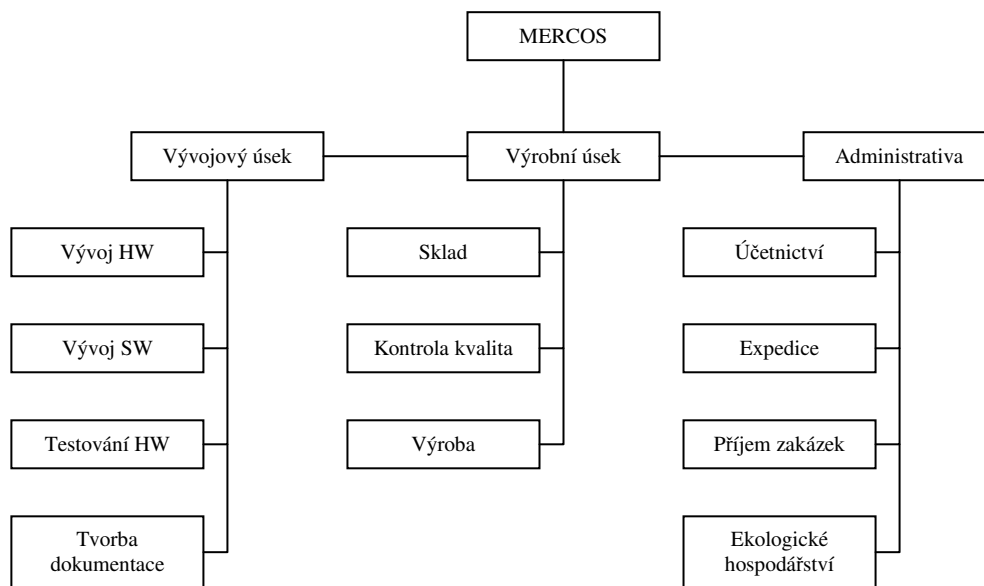 MERCOS
Vývojový úsek
Výrobní úsek
Administrativa
Vývoj HW
Sklad
Účetnictví
Vývoj SW
Kontrola kvalita
Expedice
Testování HW
Výroba
Příjem zakázek
Tvorba
dokumentace
Ekologické
hospodářství